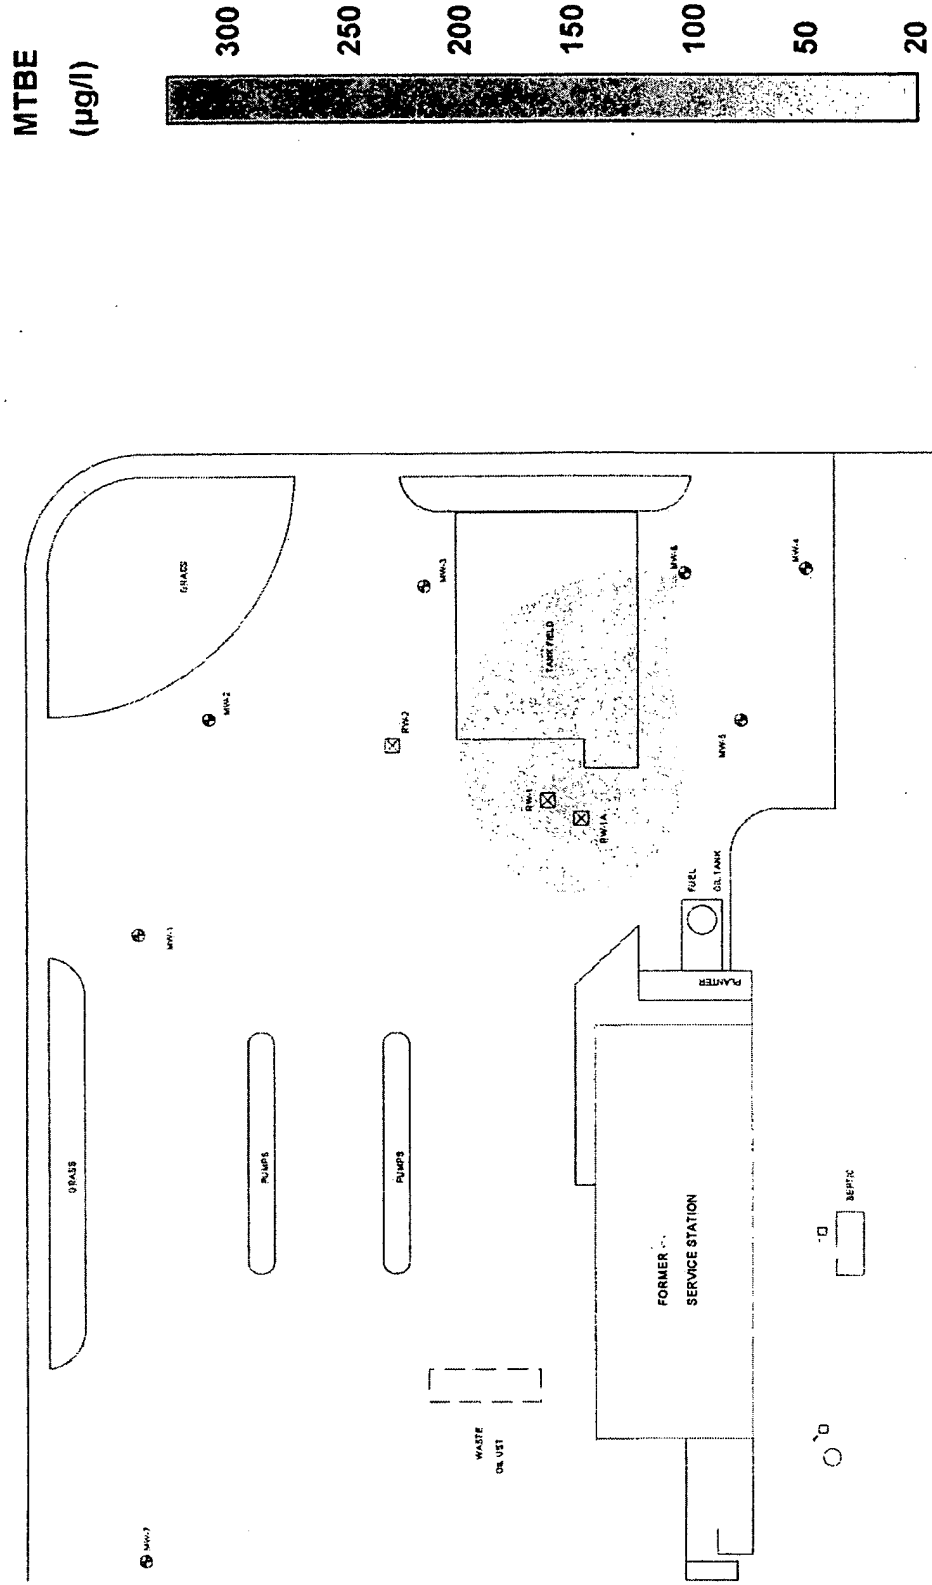 MTBE
(µg/l)
300
250
200
150
100
50
20
GRASS
MW-3
MW-6
MW-4
TANK FIELD
MW-2
RW-2
MW-5
RW-1
RW-1A
FUEL
OIL TANK
MW-1
PLANTER
GRASS
PUMPS
PUMPS
FORMER
SERVICE STATION
SEPTIC
WASTE
OIL UST
MW-7